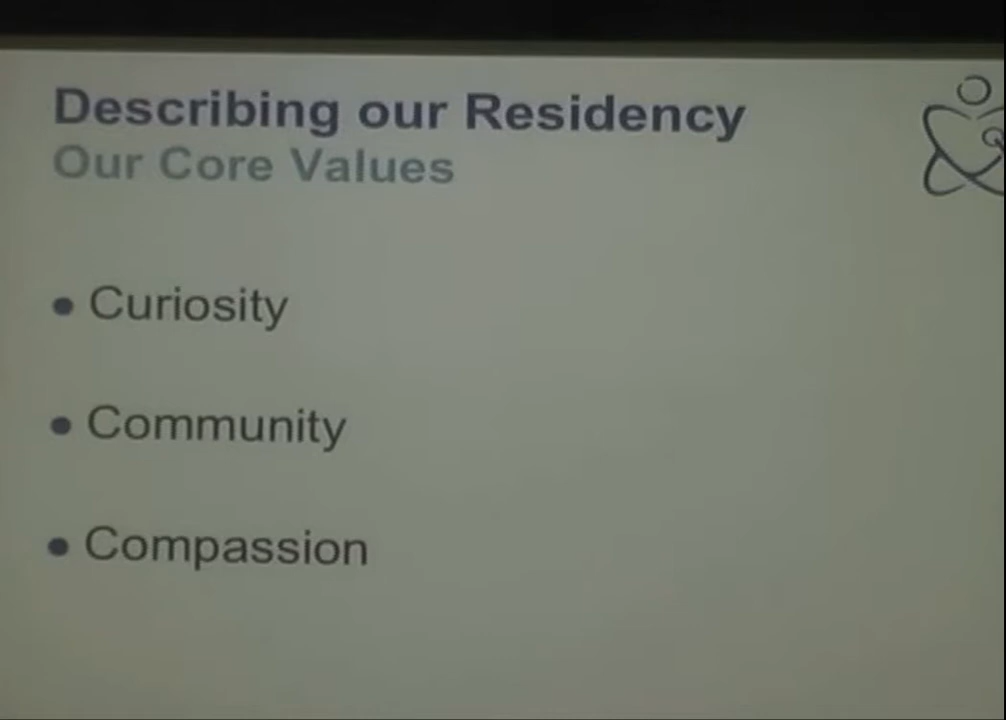 Describing our Residency
Our Core Values
• Curiosity
• Community
• Compassion